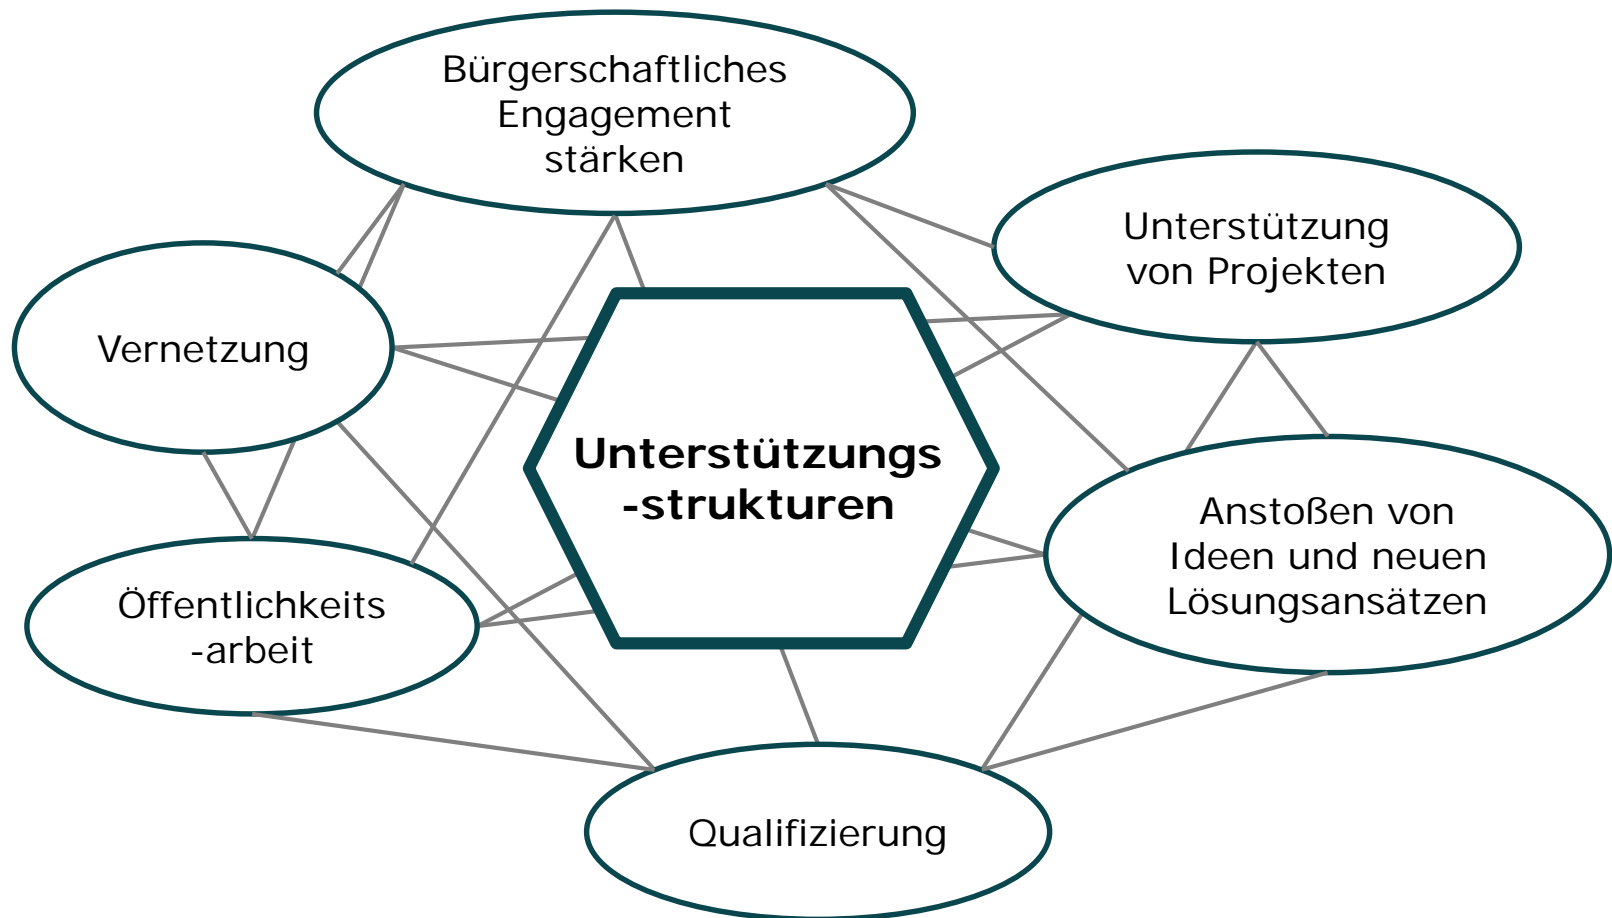 Bürgerschaftliches
Engagement
stärken
Unterstützung
von Projekten
Vernetzung
Unterstützungs
-strukturen
Anstoßen von
Ideen und neuen
Lösungsansätzen
Öffentlichkeits
-arbeit
Qualifizierung